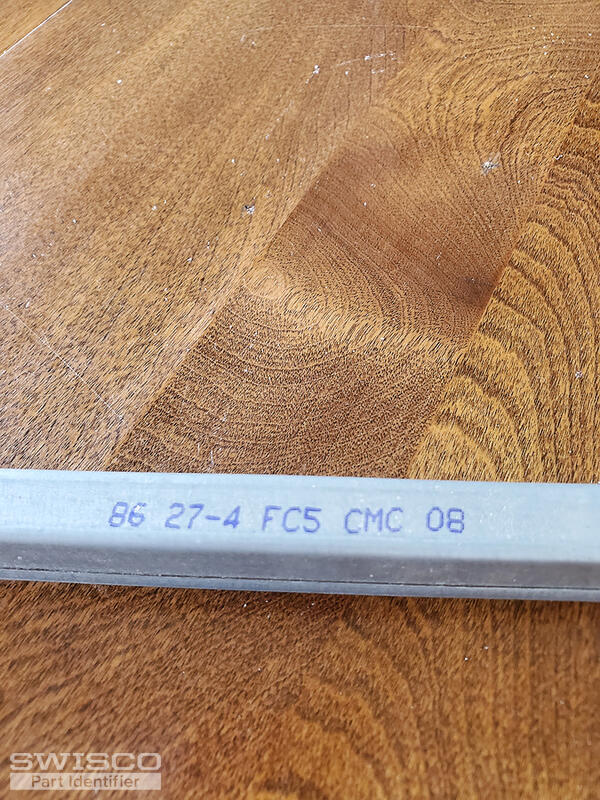 86 27-4 FC5 CMC 08
SWISCO
Part Identifier